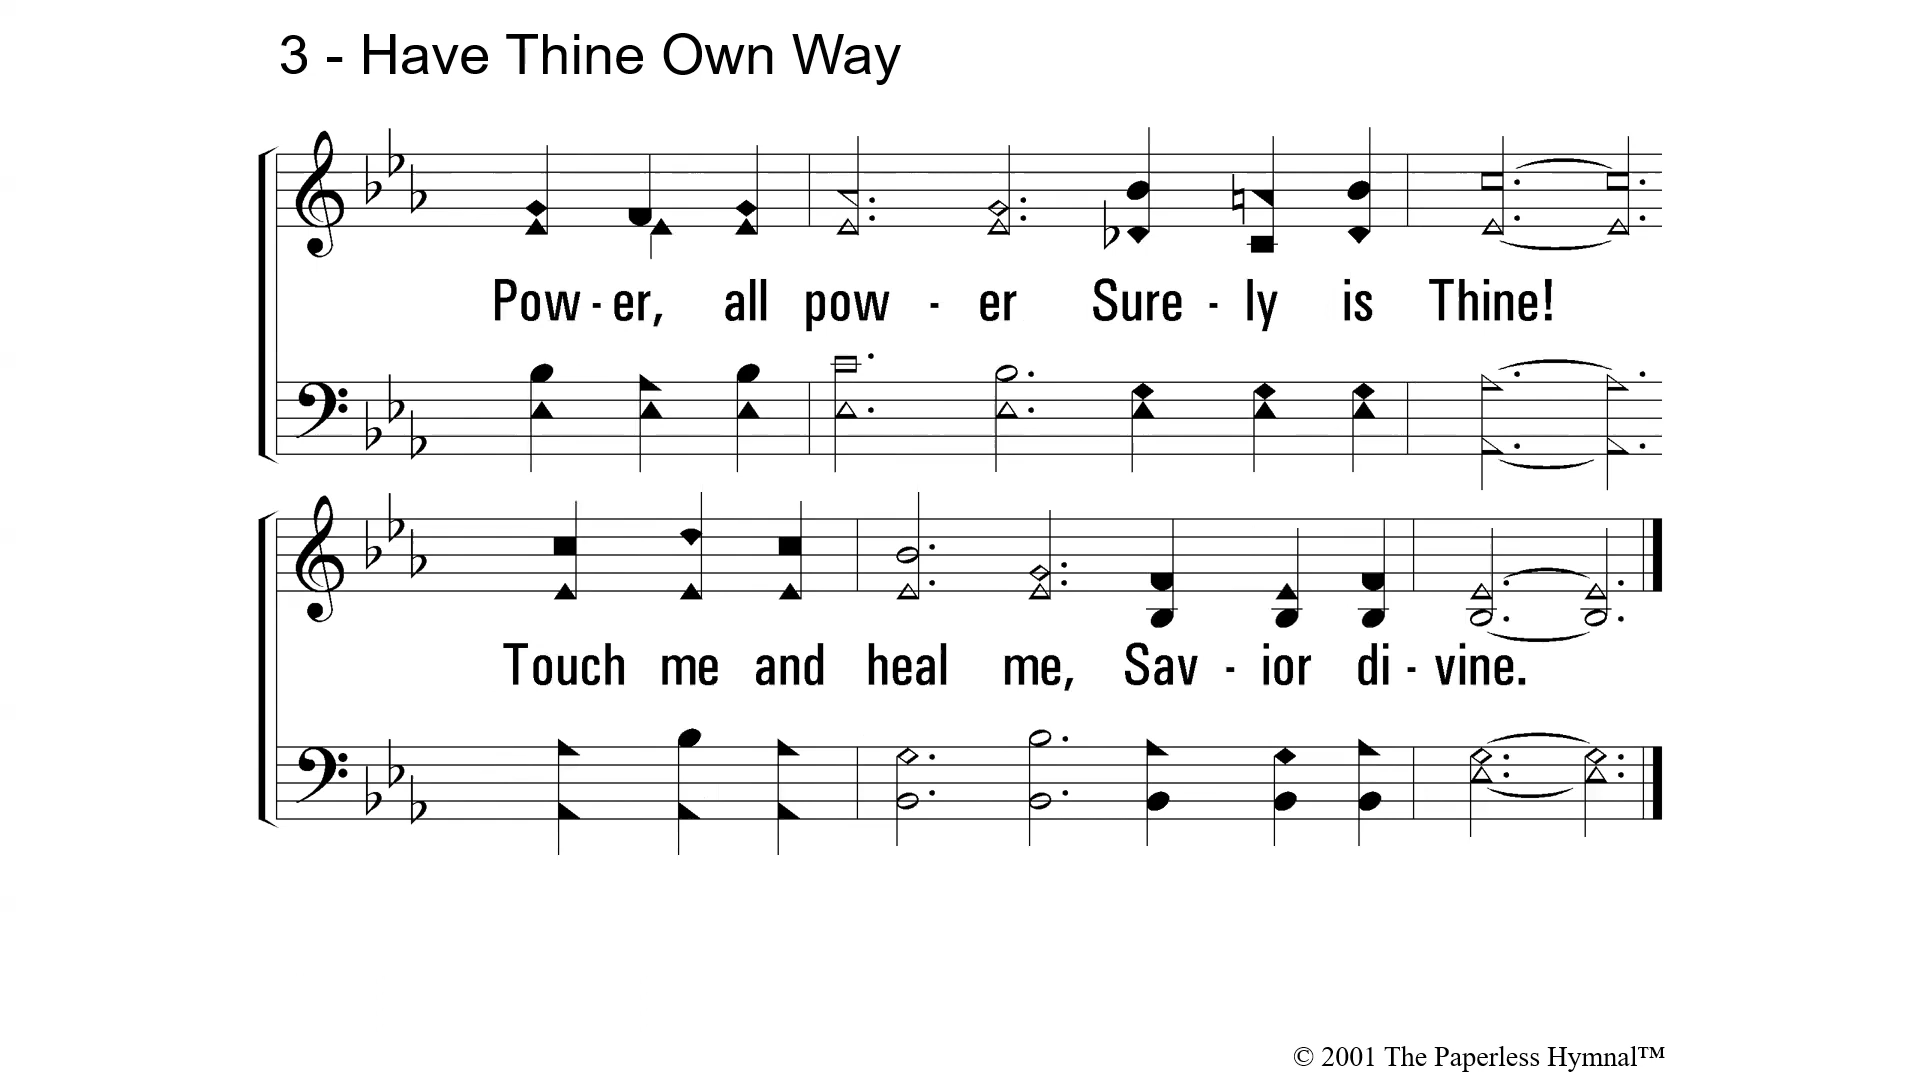 3 - Have Thine Own Way
Pow - er, all pow - er Sure - ly is Thine!
Touch me and heal me, Sav - ior di - vine.
© 2001 The Paperless Hymnal™